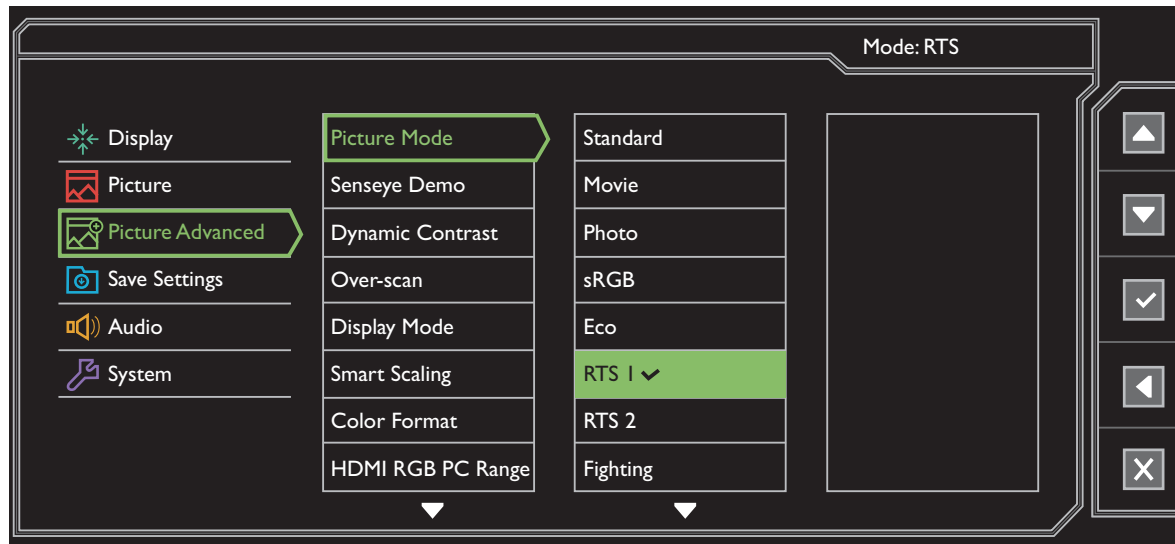 Mode: RTS
Display
Picture
Picture Advanced
Save Settings
Audio
System
Picture Mode
Senseye Demo
Dynamic Contrast
Over-scan
Display Mode
Smart Scaling
Color Format
HDMI RGB PC Range
Standard
Movie
Photo
sRGB
Eco
RTS 1
RTS 2
Fighting